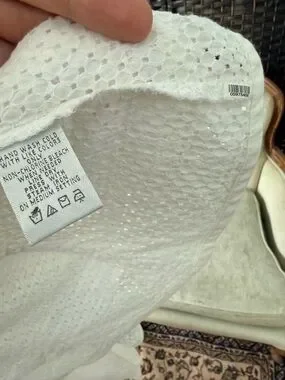 HAND WASH COLD
WITH LIKE COLORS
ONLY
NON-CHLORINE BLEACH
WHEN NEEDED
LINE DRY
PRESS WITH
STEAM IRON
ON MEDIUM SETTING